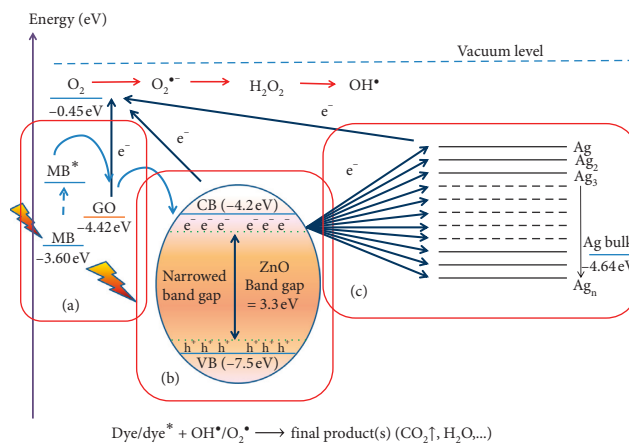 Energy (eV)
Vacuum level
O₂ O₂•− H₂O₂ OH•
−0.45 eV
e−
e−
e−
e−
MB*
GO
−4.42 eV
MB
−3.60 eV
(a)
CB (−4.2 eV)
e− e− e− e− e− e−
Narrowed
band gap
ZnO
Band gap
= 3.3 eV
h+ h+ h+ h+ h+ h+
VB (−7.5 eV)
(b)
Ag
Ag₂
Ag₃
Ag bulk
−4.64 eV
Agₙ
(c)
Dye/dye* + OH•/O₂• ⟶ final product(s) (CO₂↑, H₂O,...)